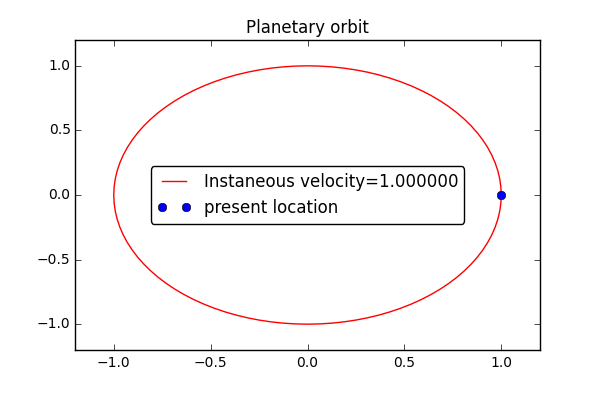 Planetary orbit
1.0
0.5
0.0
−0.5
−1.0
Instaneous velocity=1.000000
present location
−1.0 −0.5 0.0 0.5 1.0